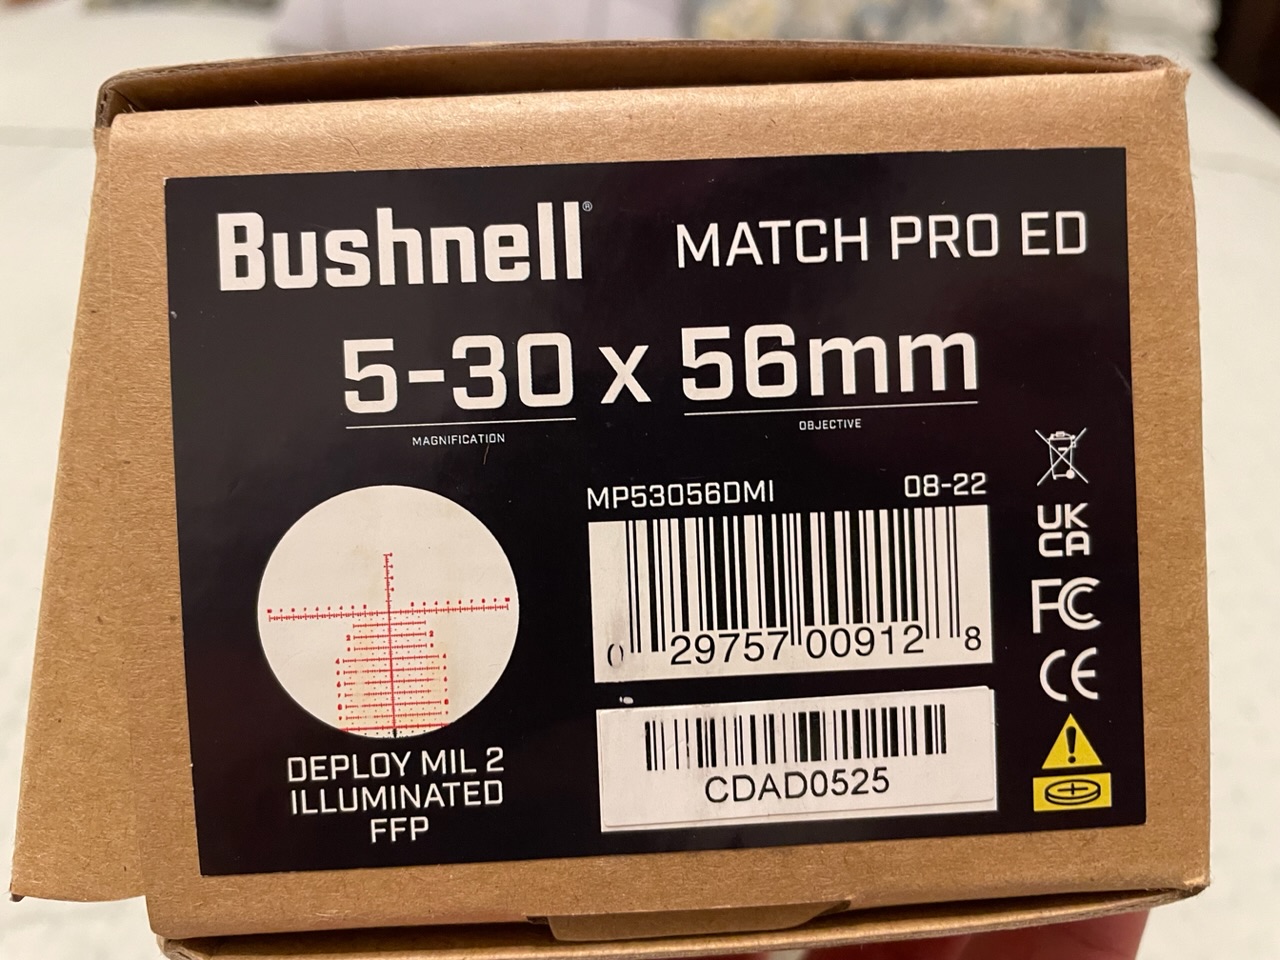 Bushnell® MATCH PRO ED
5-30 x 56mm
MAGNIFICATION OBJECTIVE
MP53056DMI 08-22
0 29757 00912 8
CDAD0525
DEPLOY MIL 2
ILLUMINATED
FFP
UK
CA
FC
CE